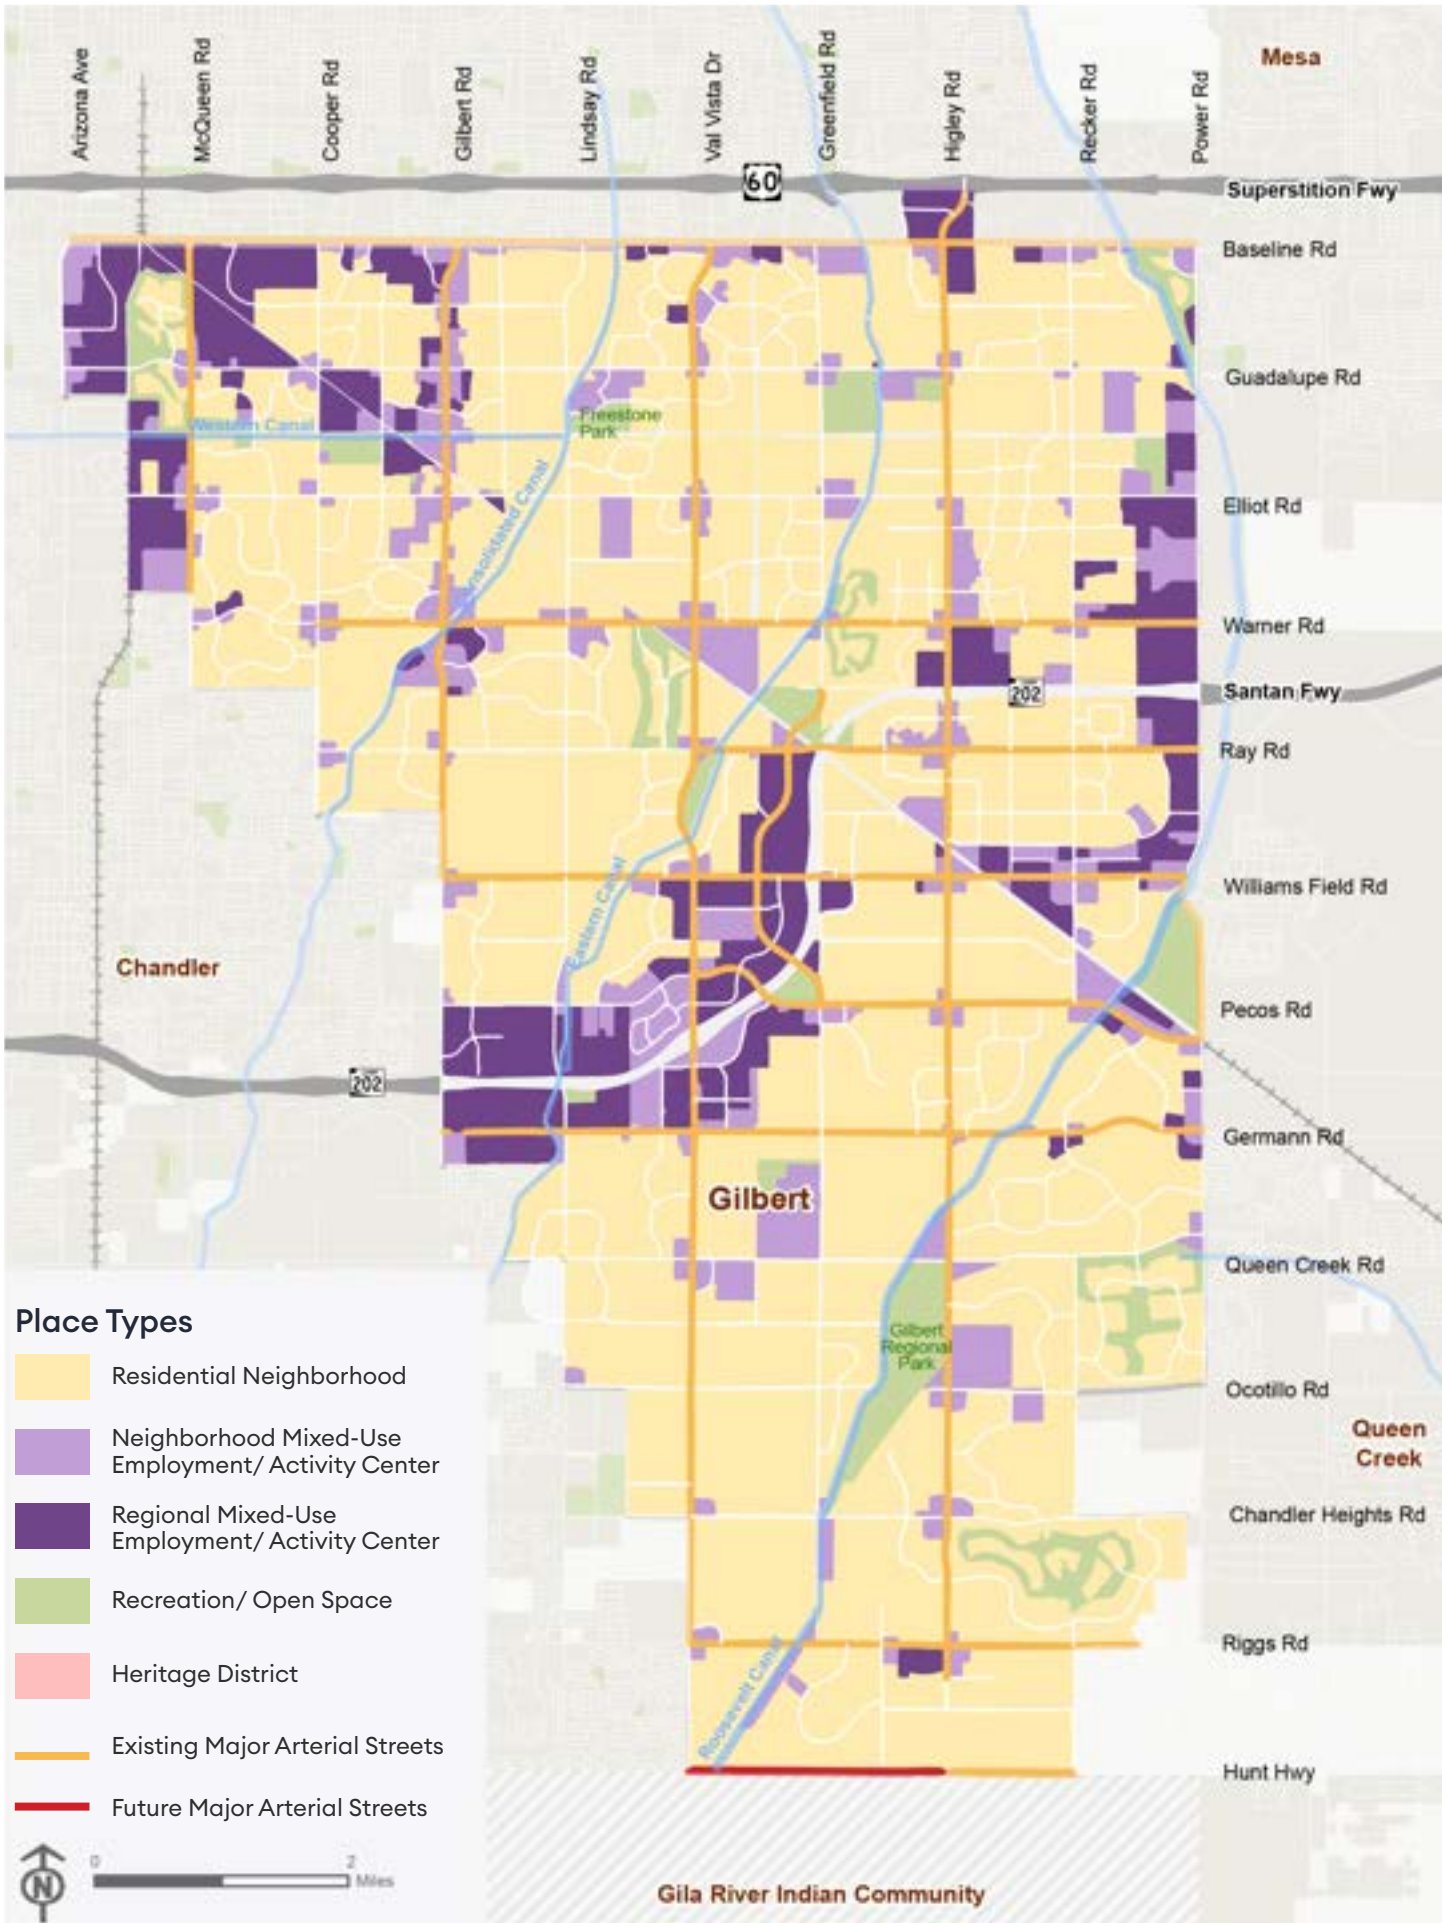 Arizona Ave
McQueen Rd
Cooper Rd
Gilbert Rd
Lindsay Rd
Val Vista Dr
Greenfield Rd
Higley Rd
Recker Rd
Power Rd
Mesa
60
Superstition Fwy
Baseline Rd
Guadalupe Rd
Freestone
Park
Western Canal
Elliot Rd
Consolidated Canal
Warner Rd
202
Santan Fwy
Ray Rd
Eastern Canal
Williams Field Rd
Chandler
Pecos Rd
202
Germann Rd
Gilbert
Queen Creek Rd
Gilbert
Regional
Park
Ocotillo Rd
Queen
Creek
Chandler Heights Rd
Riggs Rd
Roosevelt Canal
Hunt Hwy
Gila River Indian Community
Place Types
Residential Neighborhood
Neighborhood Mixed-Use
Employment/ Activity Center
Regional Mixed-Use
Employment/ Activity Center
Recreation/ Open Space
Heritage District
Existing Major Arterial Streets
Future Major Arterial Streets
0 2
Miles
N